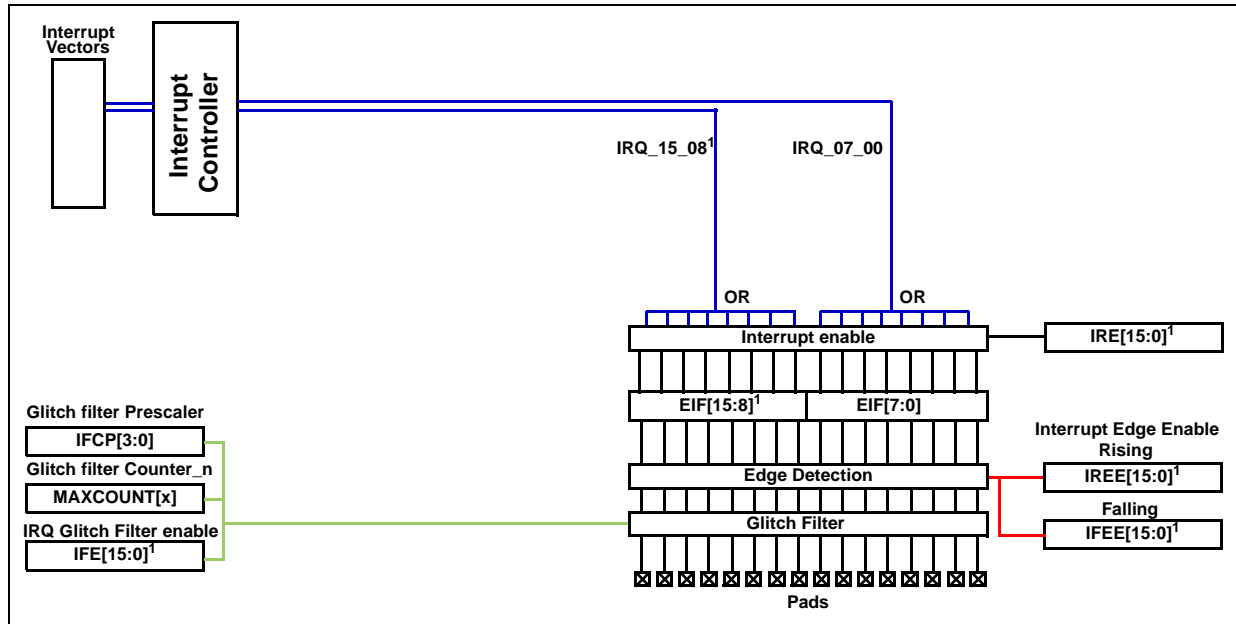 Interrupt
Vectors
Interrupt
Controller
IRQ_15_08¹
IRQ_07_00
OR
OR
Interrupt enable
IRE[15:0]¹
EIF[15:8]¹
EIF[7:0]
Glitch filter Prescaler
IFCP[3:0]
Glitch filter Counter_n
MAXCOUNT[x]
IRQ Glitch Filter enable
IFE[15:0]¹
Edge Detection
Glitch Filter
Interrupt Edge Enable
Rising
IREE[15:0]¹
Falling
IFEE[15:0]¹
Pads